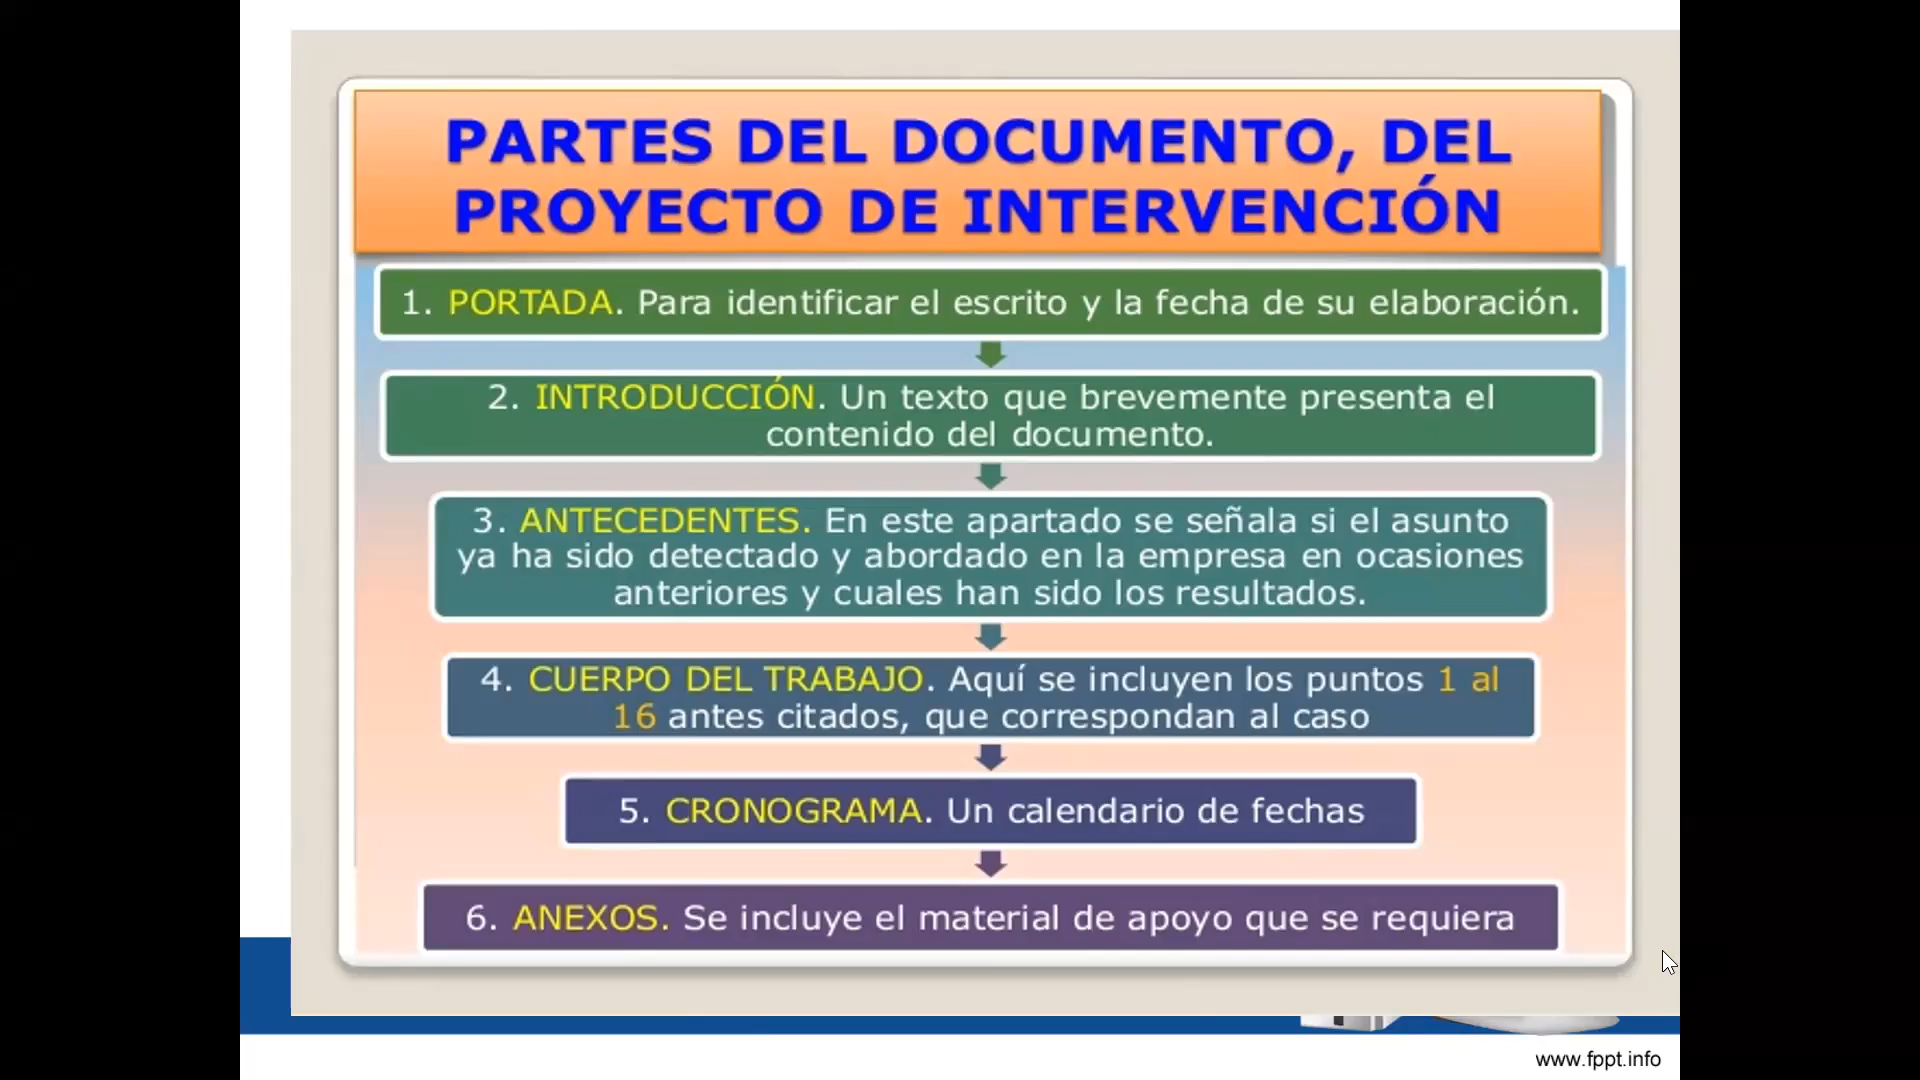 PARTES DEL DOCUMENTO, DEL
PROYECTO DE INTERVENCIÓN
1. PORTADA. Para identificar el escrito y la fecha de su elaboración.
2. INTRODUCCIÓN. Un texto que brevemente presenta el
contenido del documento.
3. ANTECEDENTES. En este apartado se señala si el asunto
ya ha sido detectado y abordado en la empresa en ocasiones
anteriores y cuales han sido los resultados.
4. CUERPO DEL TRABAJO. Aquí se incluyen los puntos 1 al
16 antes citados, que correspondan al caso
5. CRONOGRAMA. Un calendario de fechas
6. ANEXOS. Se incluye el material de apoyo que se requiera
www.fppt.info